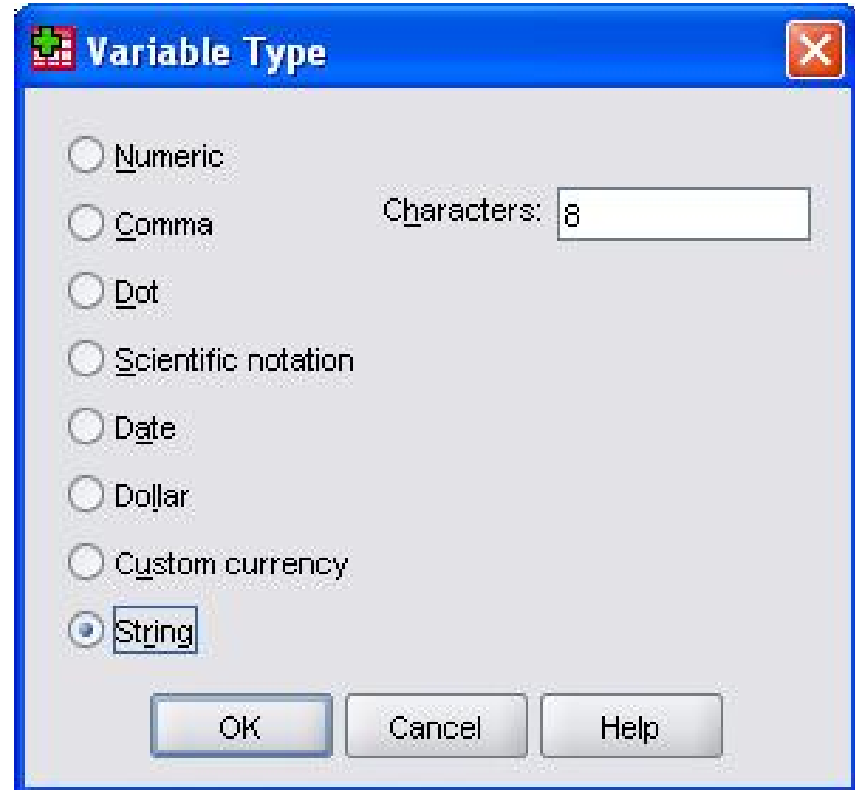 Variable Type
Numeric
Comma
Characters: 8
Dot
Scientific notation
Date
Dollar
Custom currency
String
OK Cancel Help